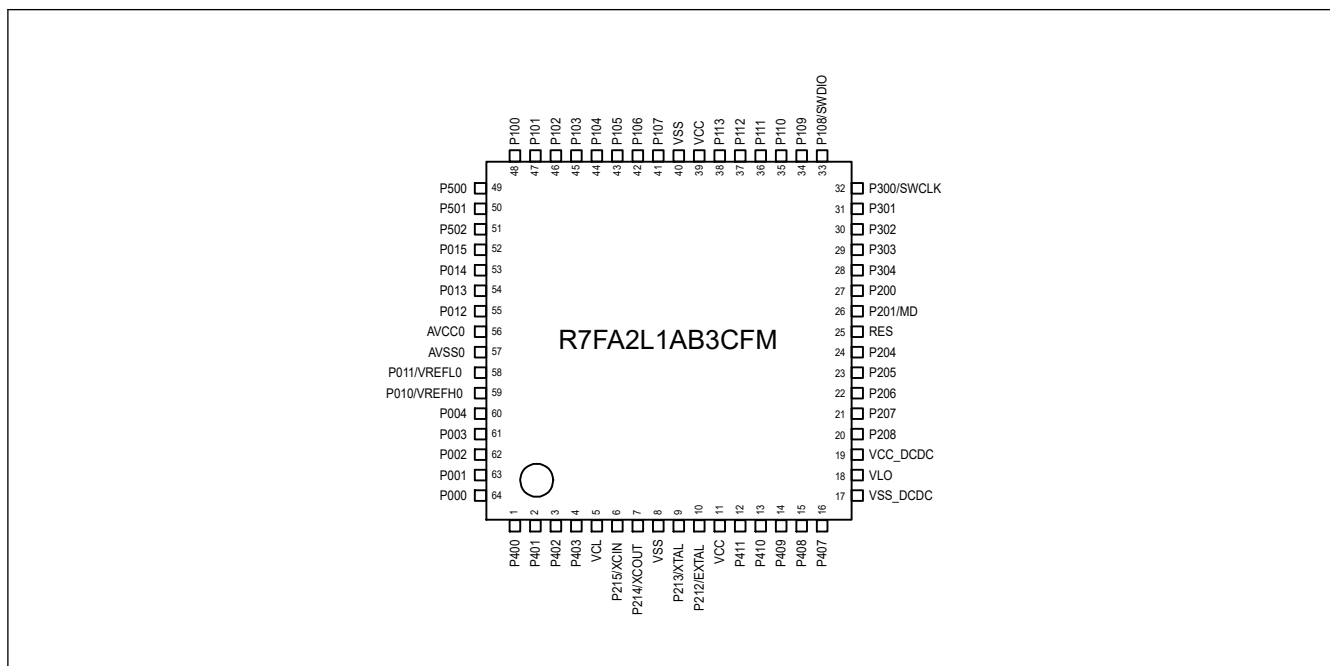 P100
P101
P102
P103
P104
P105
P106
P107
VSS
VCC
P113
P112
P111
P110
P109
P108/SWDIO
48
47
46
45
44
43
42
41
40
39
38
37
36
35
34
33
P500 49
P501 50
P502 51
P015 52
P014 53
P013 54
P012 55
AVCC0 56
AVSS0 57
P011/VREFL0 58
P010/VREFH0 59
P004 60
P003 61
P002 62
P001 63
P000 64
R7FA2L1AB3CFM
32 P300/SWCLK
31 P301
30 P302
29 P303
28 P304
27 P200
26 P201/MD
25 RES
24 P204
23 P205
22 P206
21 P207
20 P208
19 VCC_DCDC
18 VLO
17 VSS_DCDC
1
2
3
4
5
6
7
8
9
10
11
12
13
14
15
16
P400
P401
P402
P403
VCL
P215/XCIN
P214/XCOUT
VSS
P213/XTAL
P212/EXTAL
VCC
P411
P410
P409
P408
P407